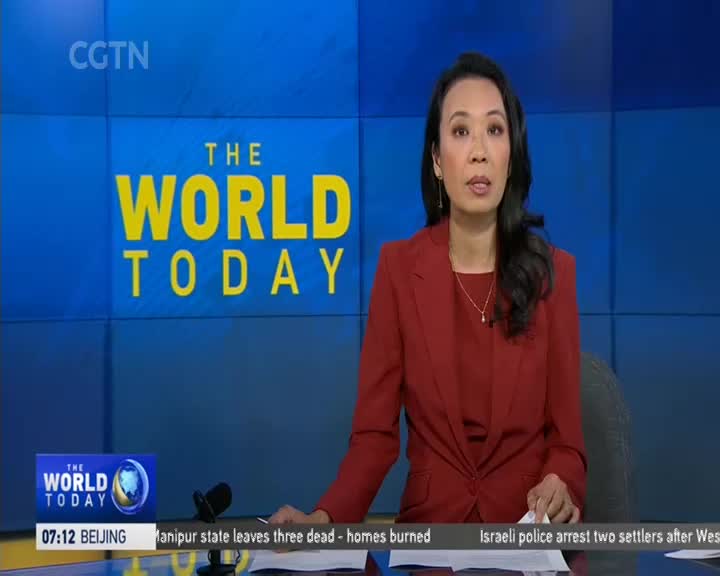 CGTN
THE
WORLD
TODAY
THE
WORLD
TODAY
07:12 BEIJING
Manipur state leaves three dead - homes burned Israeli police arrest two settlers after Wes
TOD